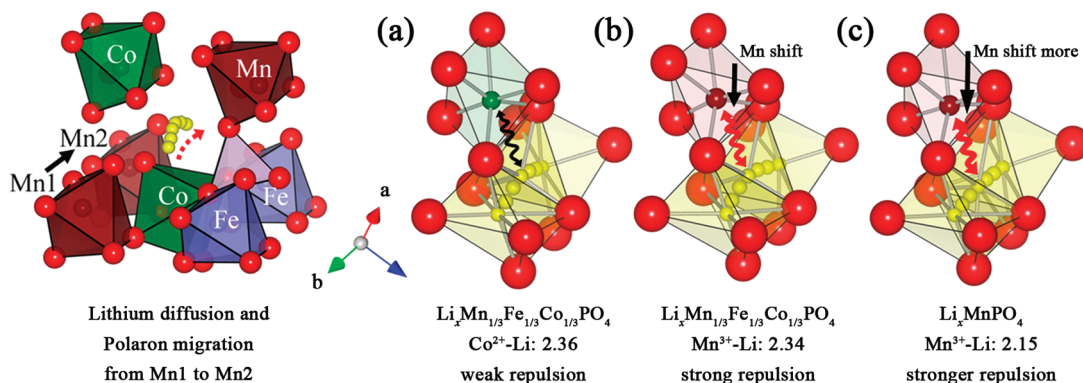 Co
Mn
Mn2
Mn1
Co
Fe
Fe
a
b
Lithium diffusion and
Polaron migration
from Mn1 to Mn2
(a)
LiₓMn₁/₃Fe₁/₃Co₁/₃PO₄
Co²⁺-Li: 2.36
weak repulsion
(b)
Mn shift
LiₓMn₁/₃Fe₁/₃Co₁/₃PO₄
Mn³⁺-Li: 2.34
strong repulsion
(c)
Mn shift more
LiₓMnPO₄
Mn³⁺-Li: 2.15
stronger repulsion